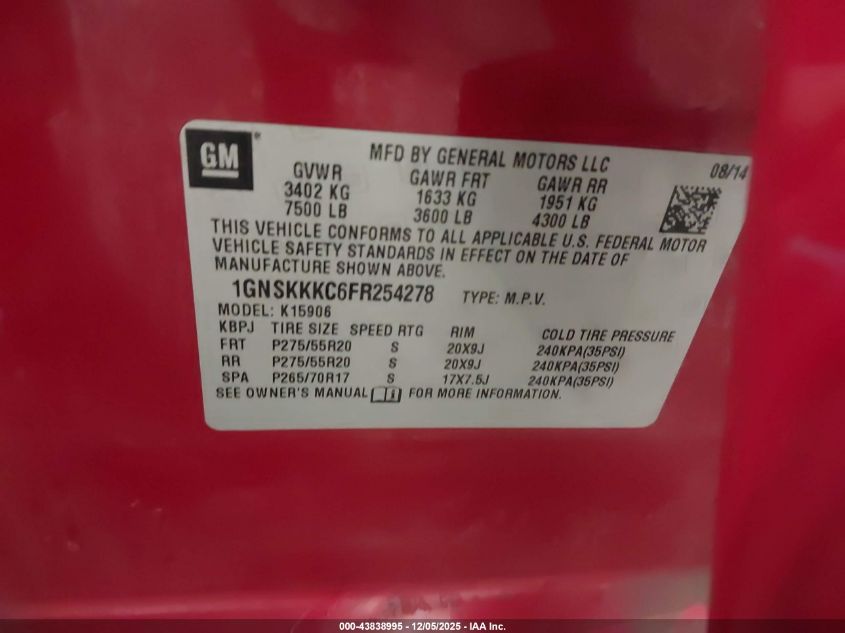 GM
MFD BY GENERAL MOTORS LLC 08/14
GVWR GAWR FRT GAWR RR
3402 KG 1633 KG 1951 KG
7500 LB 3600 LB 4300 LB
THIS VEHICLE CONFORMS TO ALL APPLICABLE U.S. FEDERAL MOTOR
VEHICLE SAFETY STANDARDS IN EFFECT ON THE DATE OF
MANUFACTURE SHOWN ABOVE.
1GNSKKKC6FR254278 TYPE: M.P.V.
MODEL: K15906
KBPJ TIRE SIZE SPEED RTG RIM COLD TIRE PRESSURE
FRT P275/55R20 S 20X9J 240KPA(35PSI)
RR P275/55R20 S 20X9J 240KPA(35PSI)
SPA P265/70R17 S 17X7.5J 240KPA(35PSI)
SEE OWNER'S MANUAL FOR MORE INFORMATION.
000-43838995 - 12/05/2025 - IAA Inc.